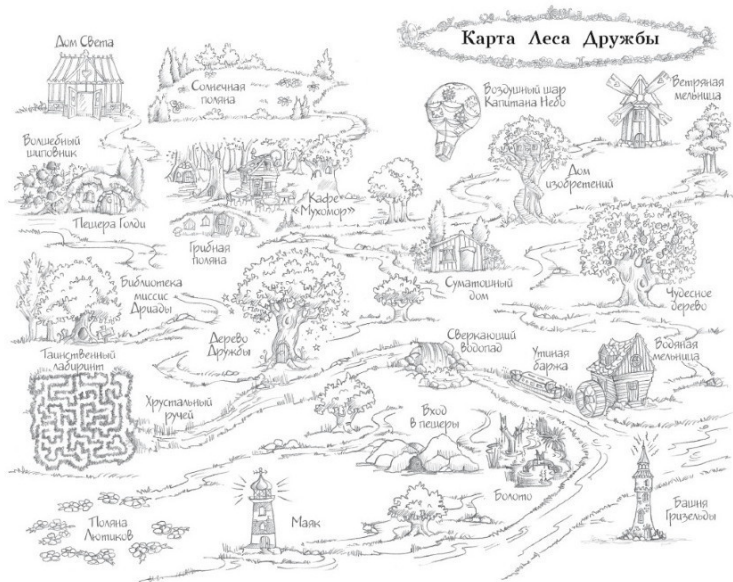 Карта Леса Дружбы
Дом Света
Солнечная
поляна
Воздушный шар
Капитана Небо
Ветряная
мельница
Волшебный
шиповник
Пещера Голди
Кафе
«Мухомор»
Грибная
поляна
Дом
изобретений
Суматошный
дом
Чудесное
дерево
Библиотека
миссис
Дриады
Дерево
Дружбы
Таинственный
лабиринт
Хрустальный
ручей
Сверкающий
водопад
Утиная
баржа
Водяная
мельница
Вход
в пещеры
Болото
Поляна
Лютиков
Маяк
Башня
Гризельды